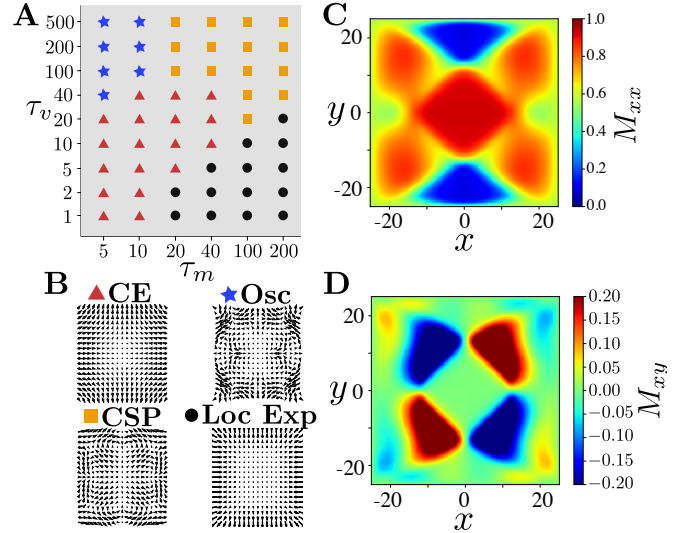 A
500
200
100
40
20
10
5
2
1
τv
5 10 20 40 100 200
τm
B
CE
Osc
CSP
Loc Exp
C
20
0
-20
y
-20 0 20
x
1.0
0.8
0.6
0.4
0.2
0.0
Mxx
D
20
0
-20
y
-20 0 20
x
0.20
0.15
0.10
0.05
0.00
−0.05
−0.10
−0.15
−0.20
Mxy